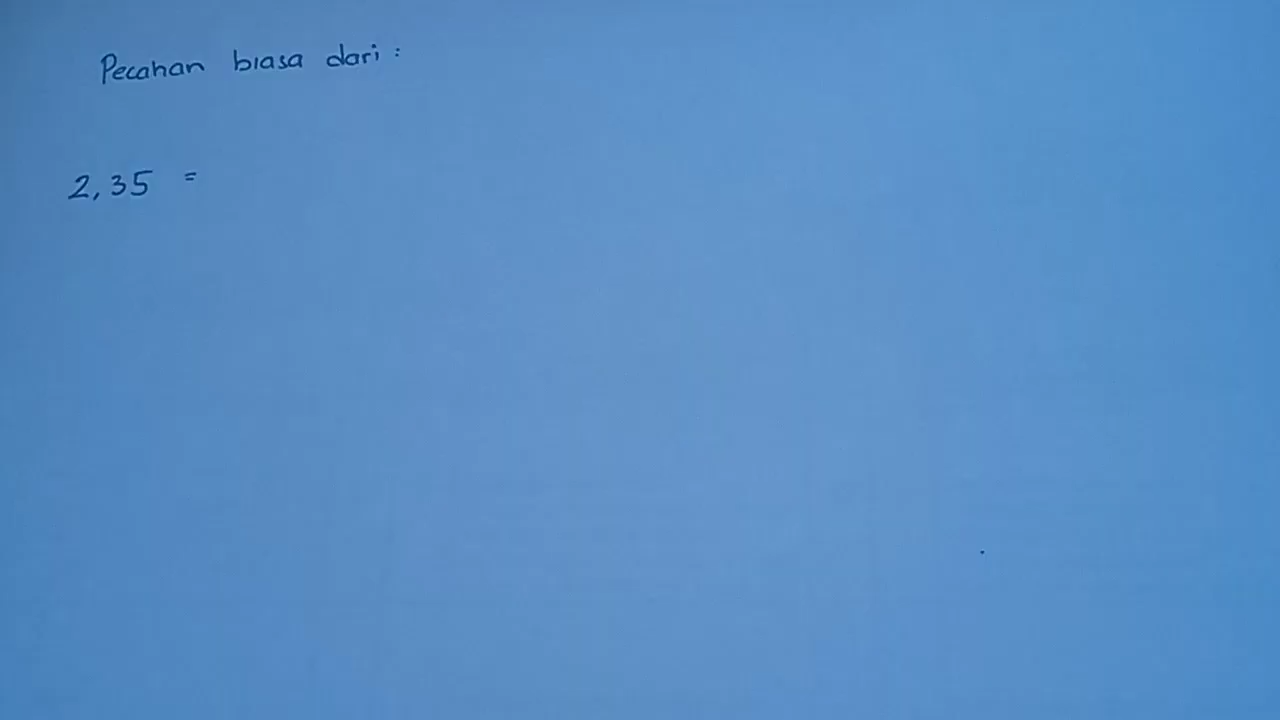 Pecahan biasa dari :
2,35 =